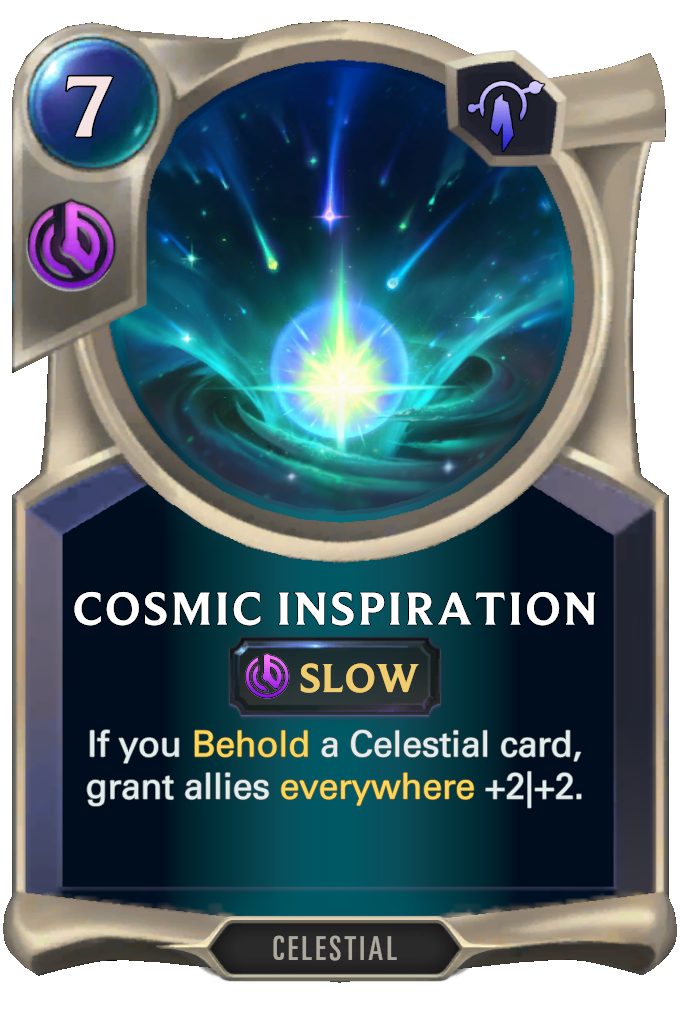 7
COSMIC INSPIRATION
SLOW
If you Behold a Celestial card,
grant allies everywhere +2|+2.
CELESTIAL